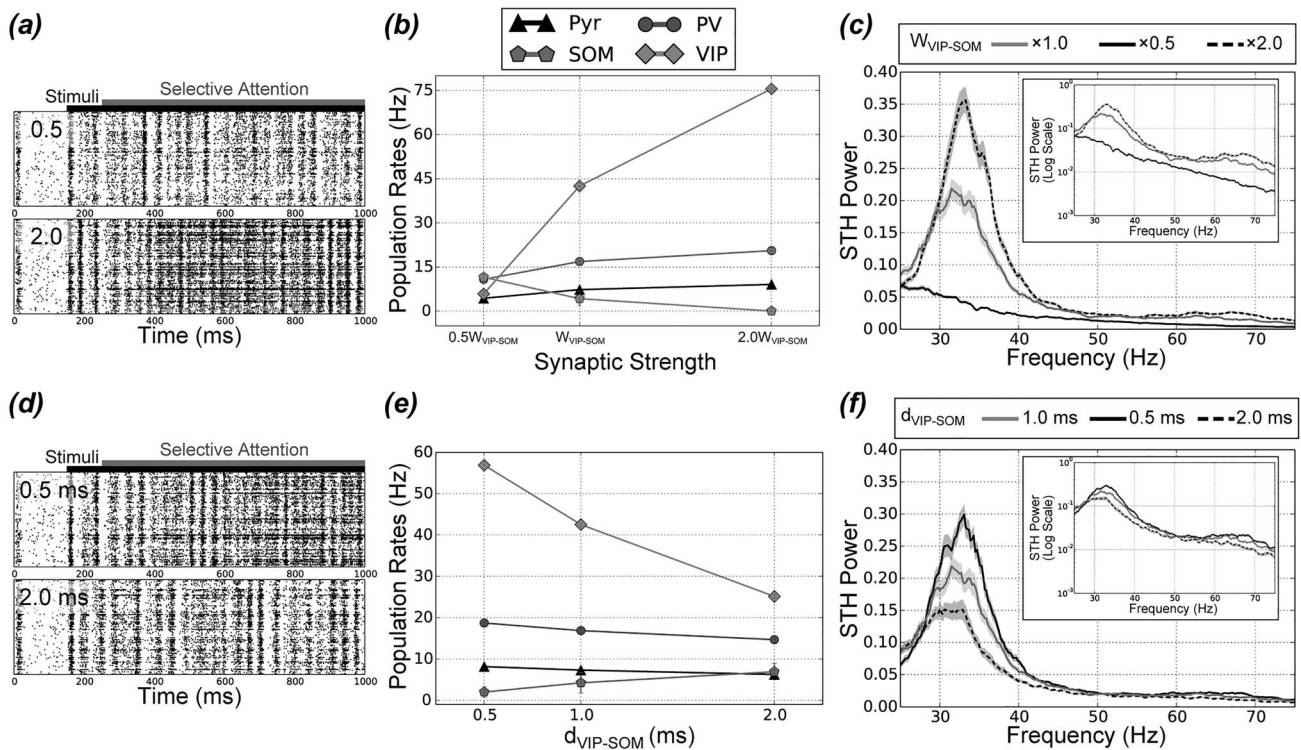 (a)
Stimuli
Selective Attention
0.5
0 200 400 600 800 1000
2.0
0 200 400 600 800 1000
Time (ms)
(b)
Pyr
PV
SOM
VIP
Population Rates (Hz)
75
60
45
30
15
0
0.5W_VIP-SOM W_VIP-SOM 2.0W_VIP-SOM
Synaptic Strength
(c)
W_VIP-SOM ×1.0 ×0.5 ×2.0
STH Power
0.40
0.35
0.30
0.25
0.20
0.15
0.10
0.05
0.00
30 40 50 60 70
Frequency (Hz)
STH Power
(Log Scale)
10^0
10^-1
10^-2
10^-3
30 40 50 60 70
Frequency (Hz)
(d)
Stimuli
Selective Attention
0.5 ms
0 200 400 600 800 1000
2.0 ms
0 200 400 600 800 1000
Time (ms)
(e)
Population Rates (Hz)
60
50
40
30
20
10
0
0.5 1.0 2.0
d_VIP-SOM (ms)
(f)
d_VIP-SOM 1.0 ms 0.5 ms 2.0 ms
STH Power
0.40
0.35
0.30
0.25
0.20
0.15
0.10
0.05
0.00
30 40 50 60 70
Frequency (Hz)
STH Power
(Log Scale)
10^0
10^-1
10^-2
10^-3
30 40 50 60 70
Frequency (Hz)